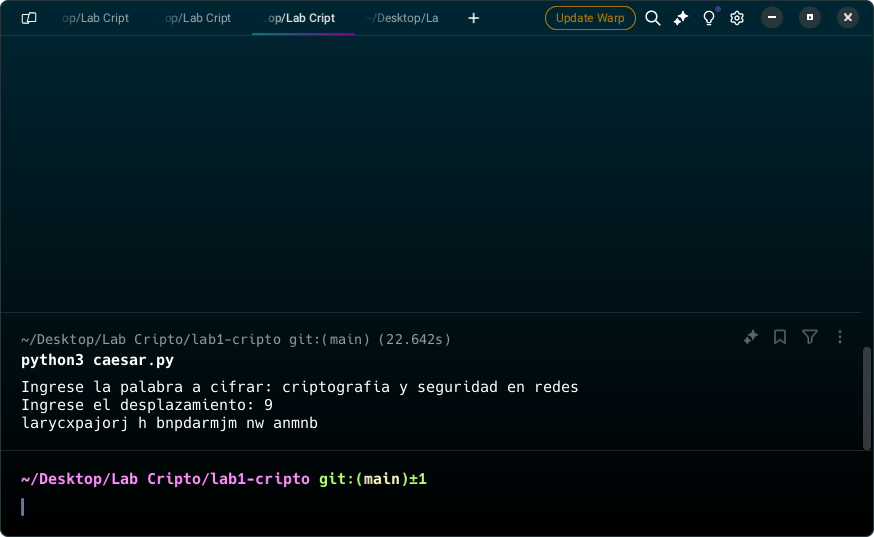 .op/Lab Cript op/Lab Cript .op/Lab Cript ~/Desktop/La + Update Warp
~/Desktop/Lab Cripto/lab1-cripto git:(main) (22.642s)
python3 caesar.py
Ingrese la palabra a cifrar: criptografia y seguridad en redes
Ingrese el desplazamiento: 9
larycxpajorj h bnpdarmjm nw anmnb
~/Desktop/Lab Cripto/lab1-cripto git:(main)±1